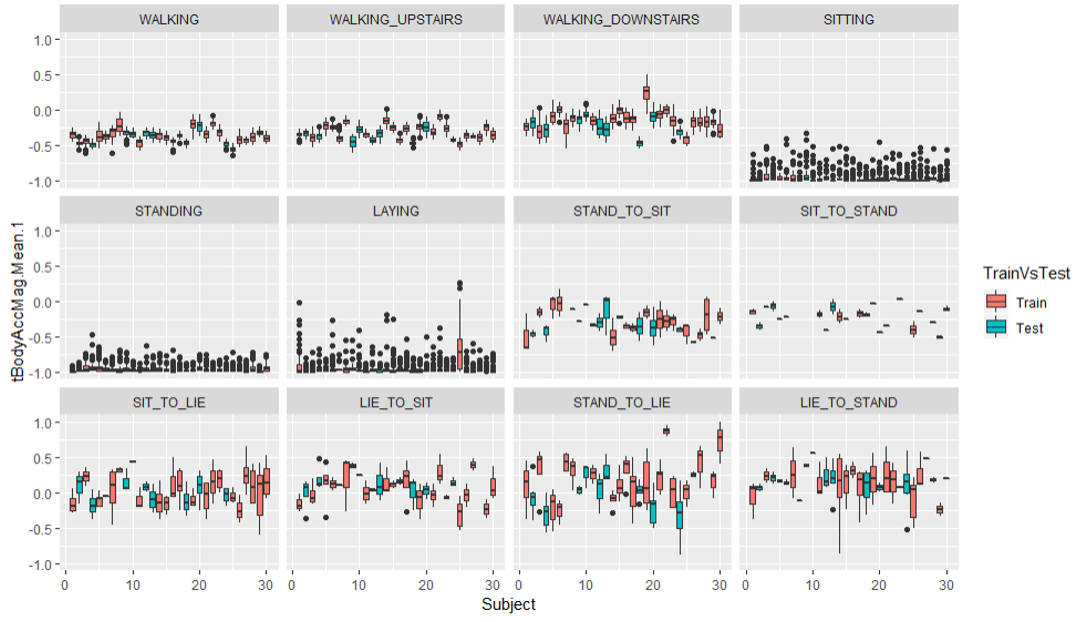 WALKING WALKING_UPSTAIRS WALKING_DOWNSTAIRS SITTING
1.0
0.5
0.0
-0.5
-1.0
STANDING LAYING STAND_TO_SIT SIT_TO_STAND
1.0
0.5
0.0
-0.5
-1.0
SIT_TO_LIE LIE_TO_SIT STAND_TO_LIE LIE_TO_STAND
1.0
0.5
0.0
-0.5
-1.0
0 10 20 30 0 10 20 30 0 10 20 30 0 10 20 30
Subject
tBodyAccMag.Mean.1
TrainVsTest
Train
Test